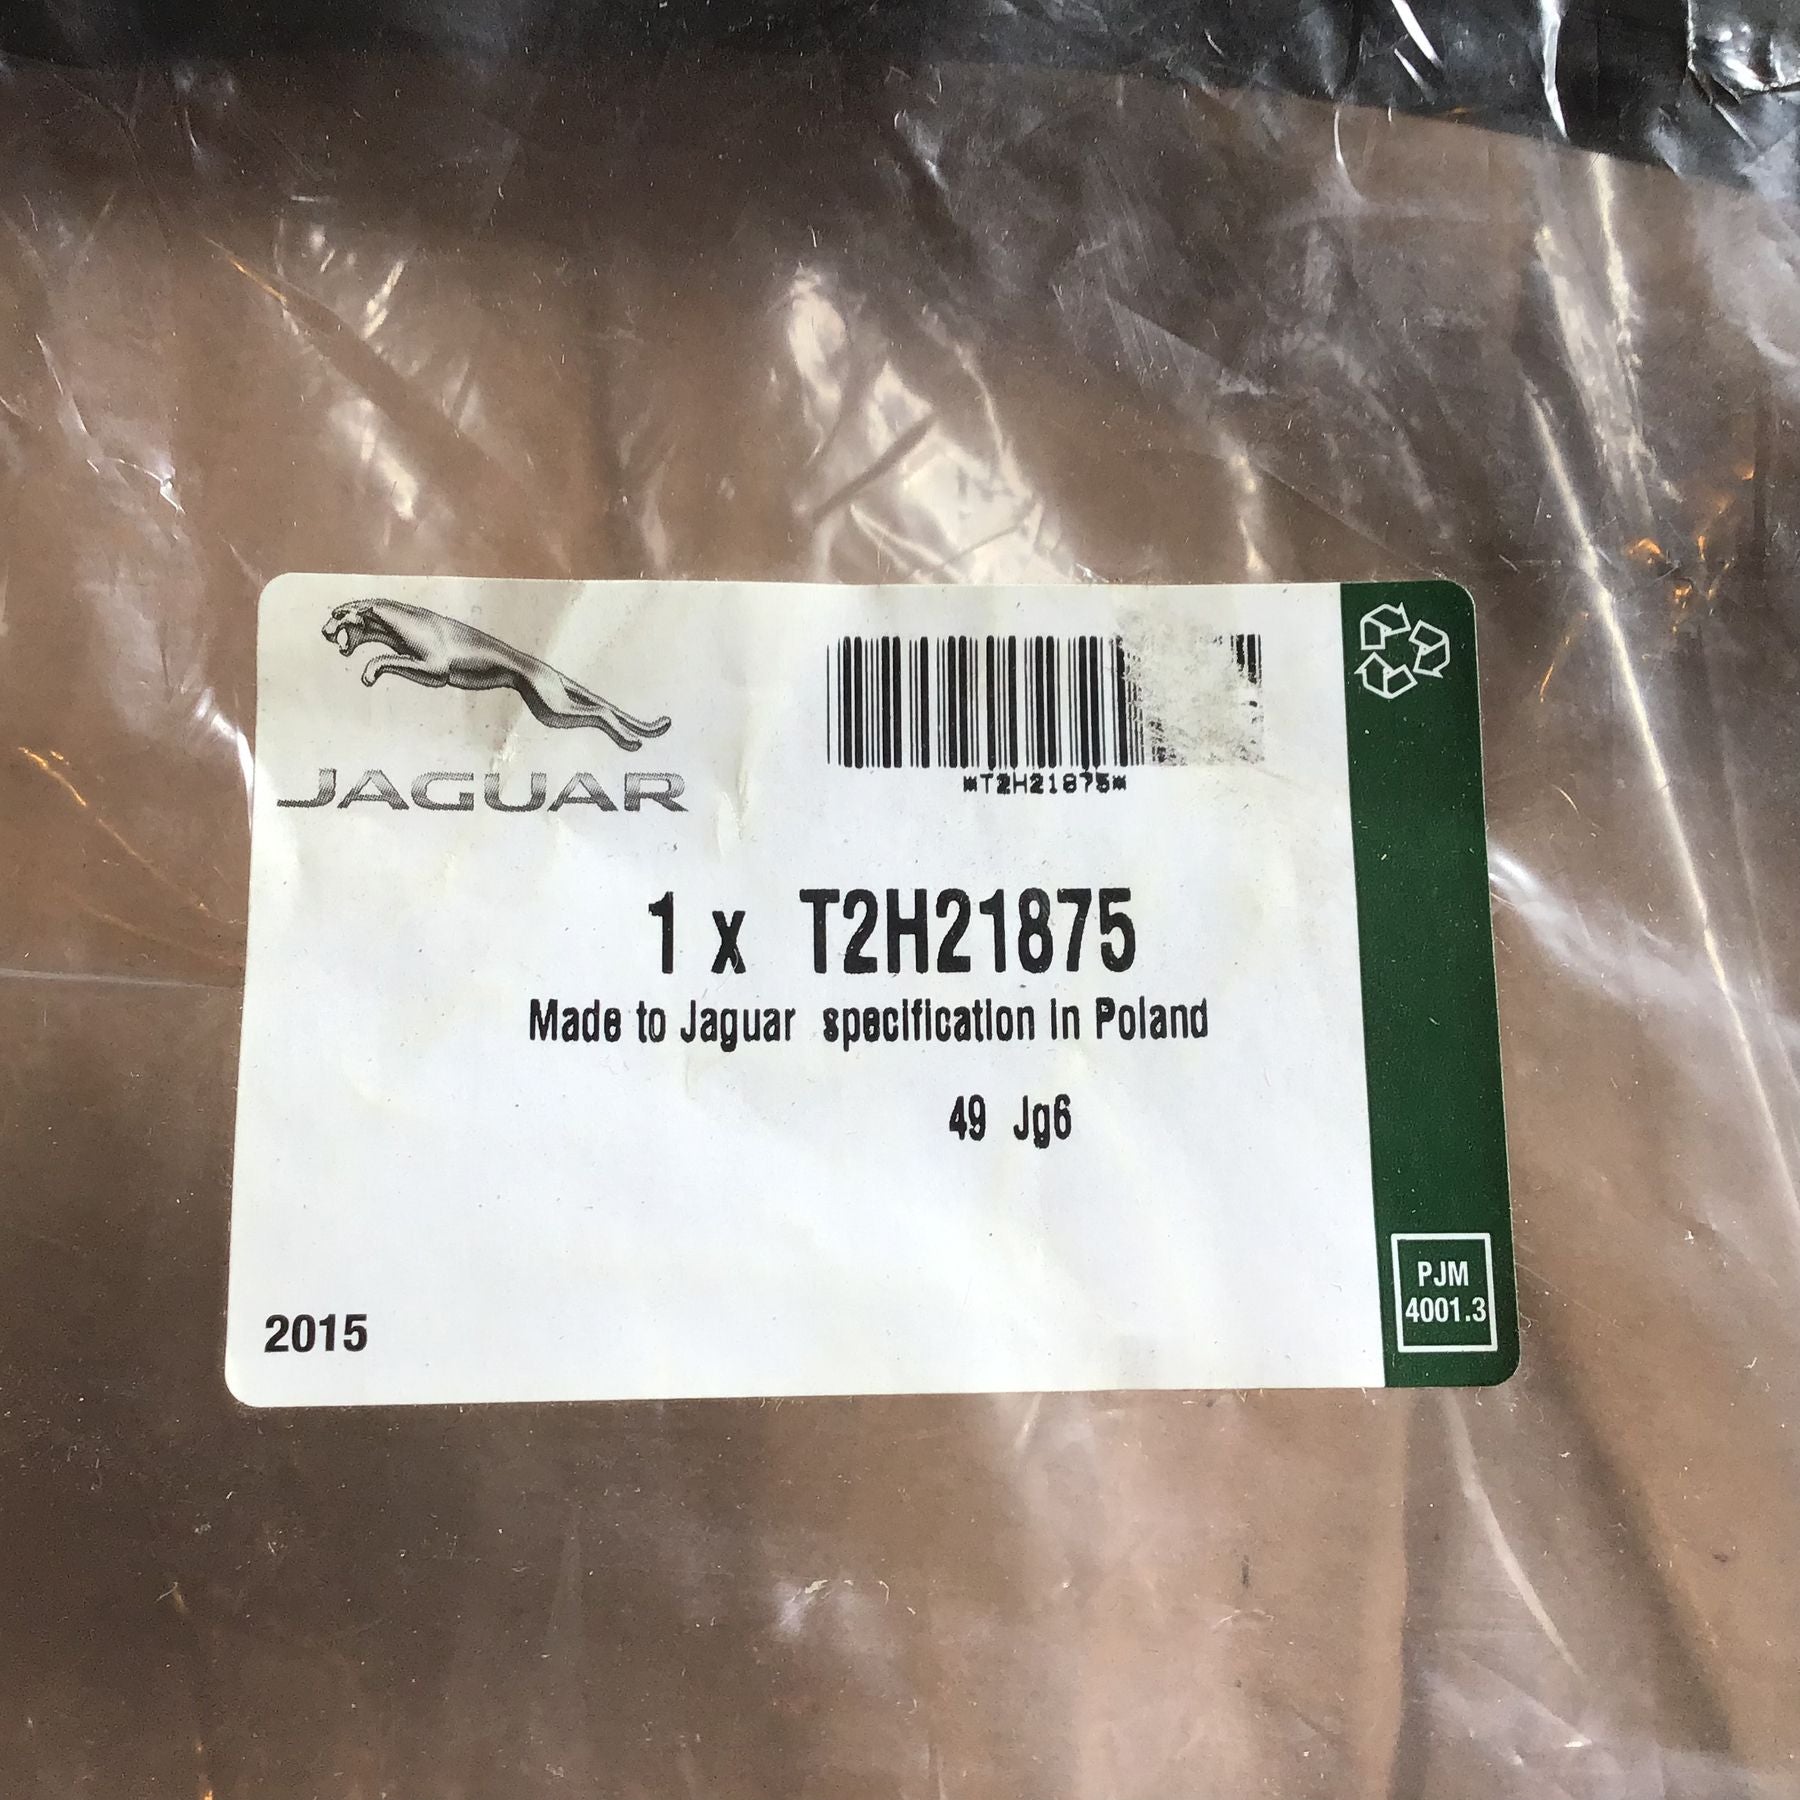 JAGUAR
*T2H21875*
1 x T2H21875
Made to Jaguar specification in Poland
49 Jg6
2015
PJM
4001.3